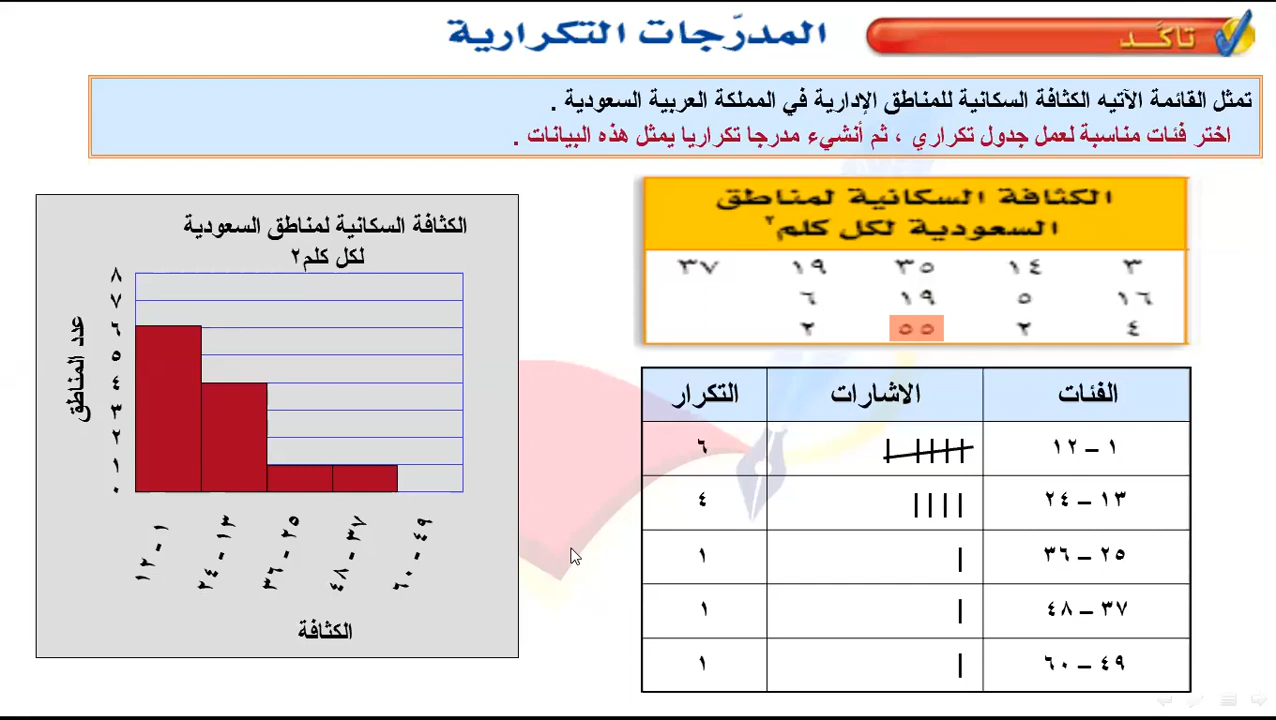 تأكَّد
المدرّجات التكرارية
تمثل القائمة الآتيه الكثافة السكانية للمناطق الإدارية في المملكة العربية السعودية .
اختر فئات مناسبة لعمل جدول تكراري ، ثم أنشيء مدرجا تكراريا يمثل هذه البيانات .
الكثافة السكانية لمناطق
السعودية لكل كلم٢
٣ ١٤ ٣٥ ١٩ ٣٧
١٦ ٥ ١٩ ٦
٤ ٢ ٥٥ ٢
الفئات الاشارات التكرار
١ – ١٢ ٦
١٣ – ٢٤ ٤
٢٥ – ٣٦ ١
٣٧ – ٤٨ ١
٤٩ – ٦٠ ١
الكثافة السكانية لمناطق السعودية
لكل كلم٢
عدد المناطق
٨
٧
٦
٥
٤
٣
٢
١
٠
١ - ١٢
١٣ - ٢٤
٢٥ - ٣٦
٣٧ - ٤٨
٤٩ - ٦٠
الكثافة